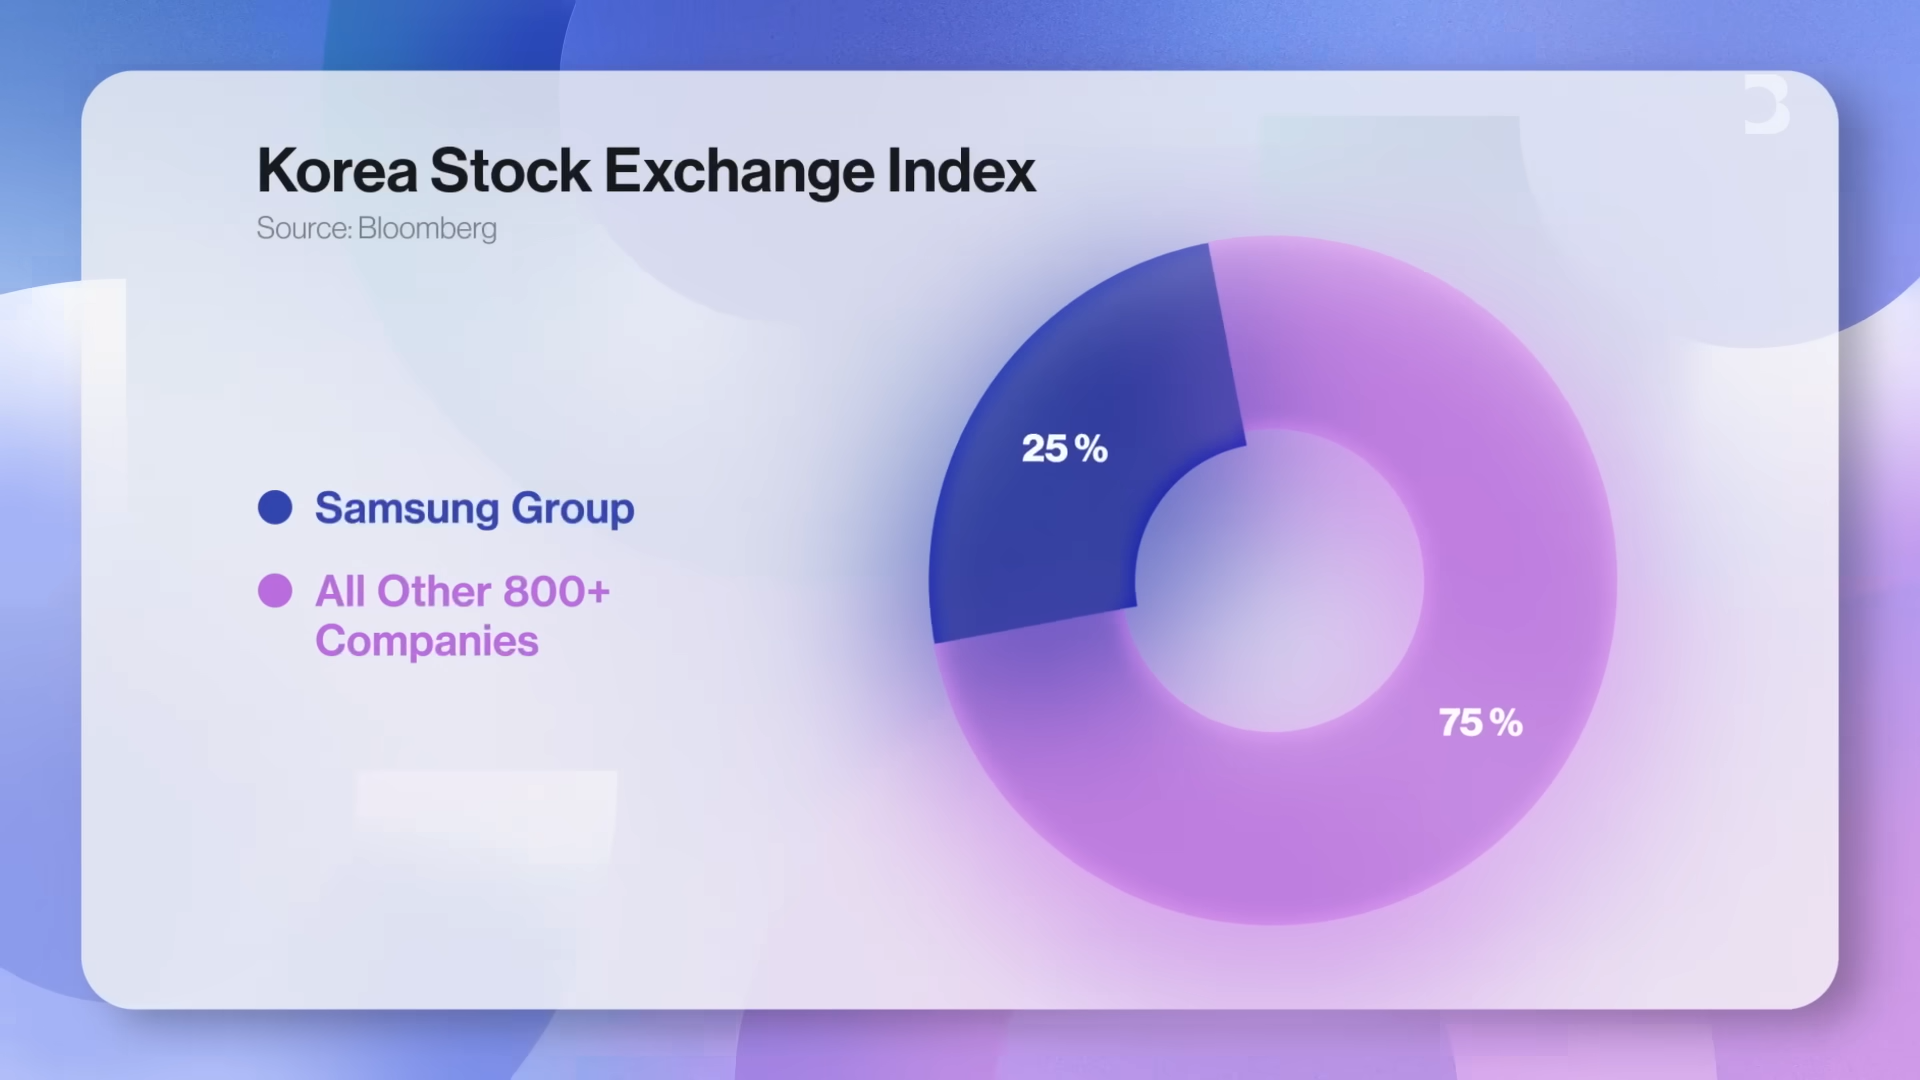 Korea Stock Exchange Index
Source: Bloomberg
Samsung Group
All Other 800+
Companies
25 %
75 %